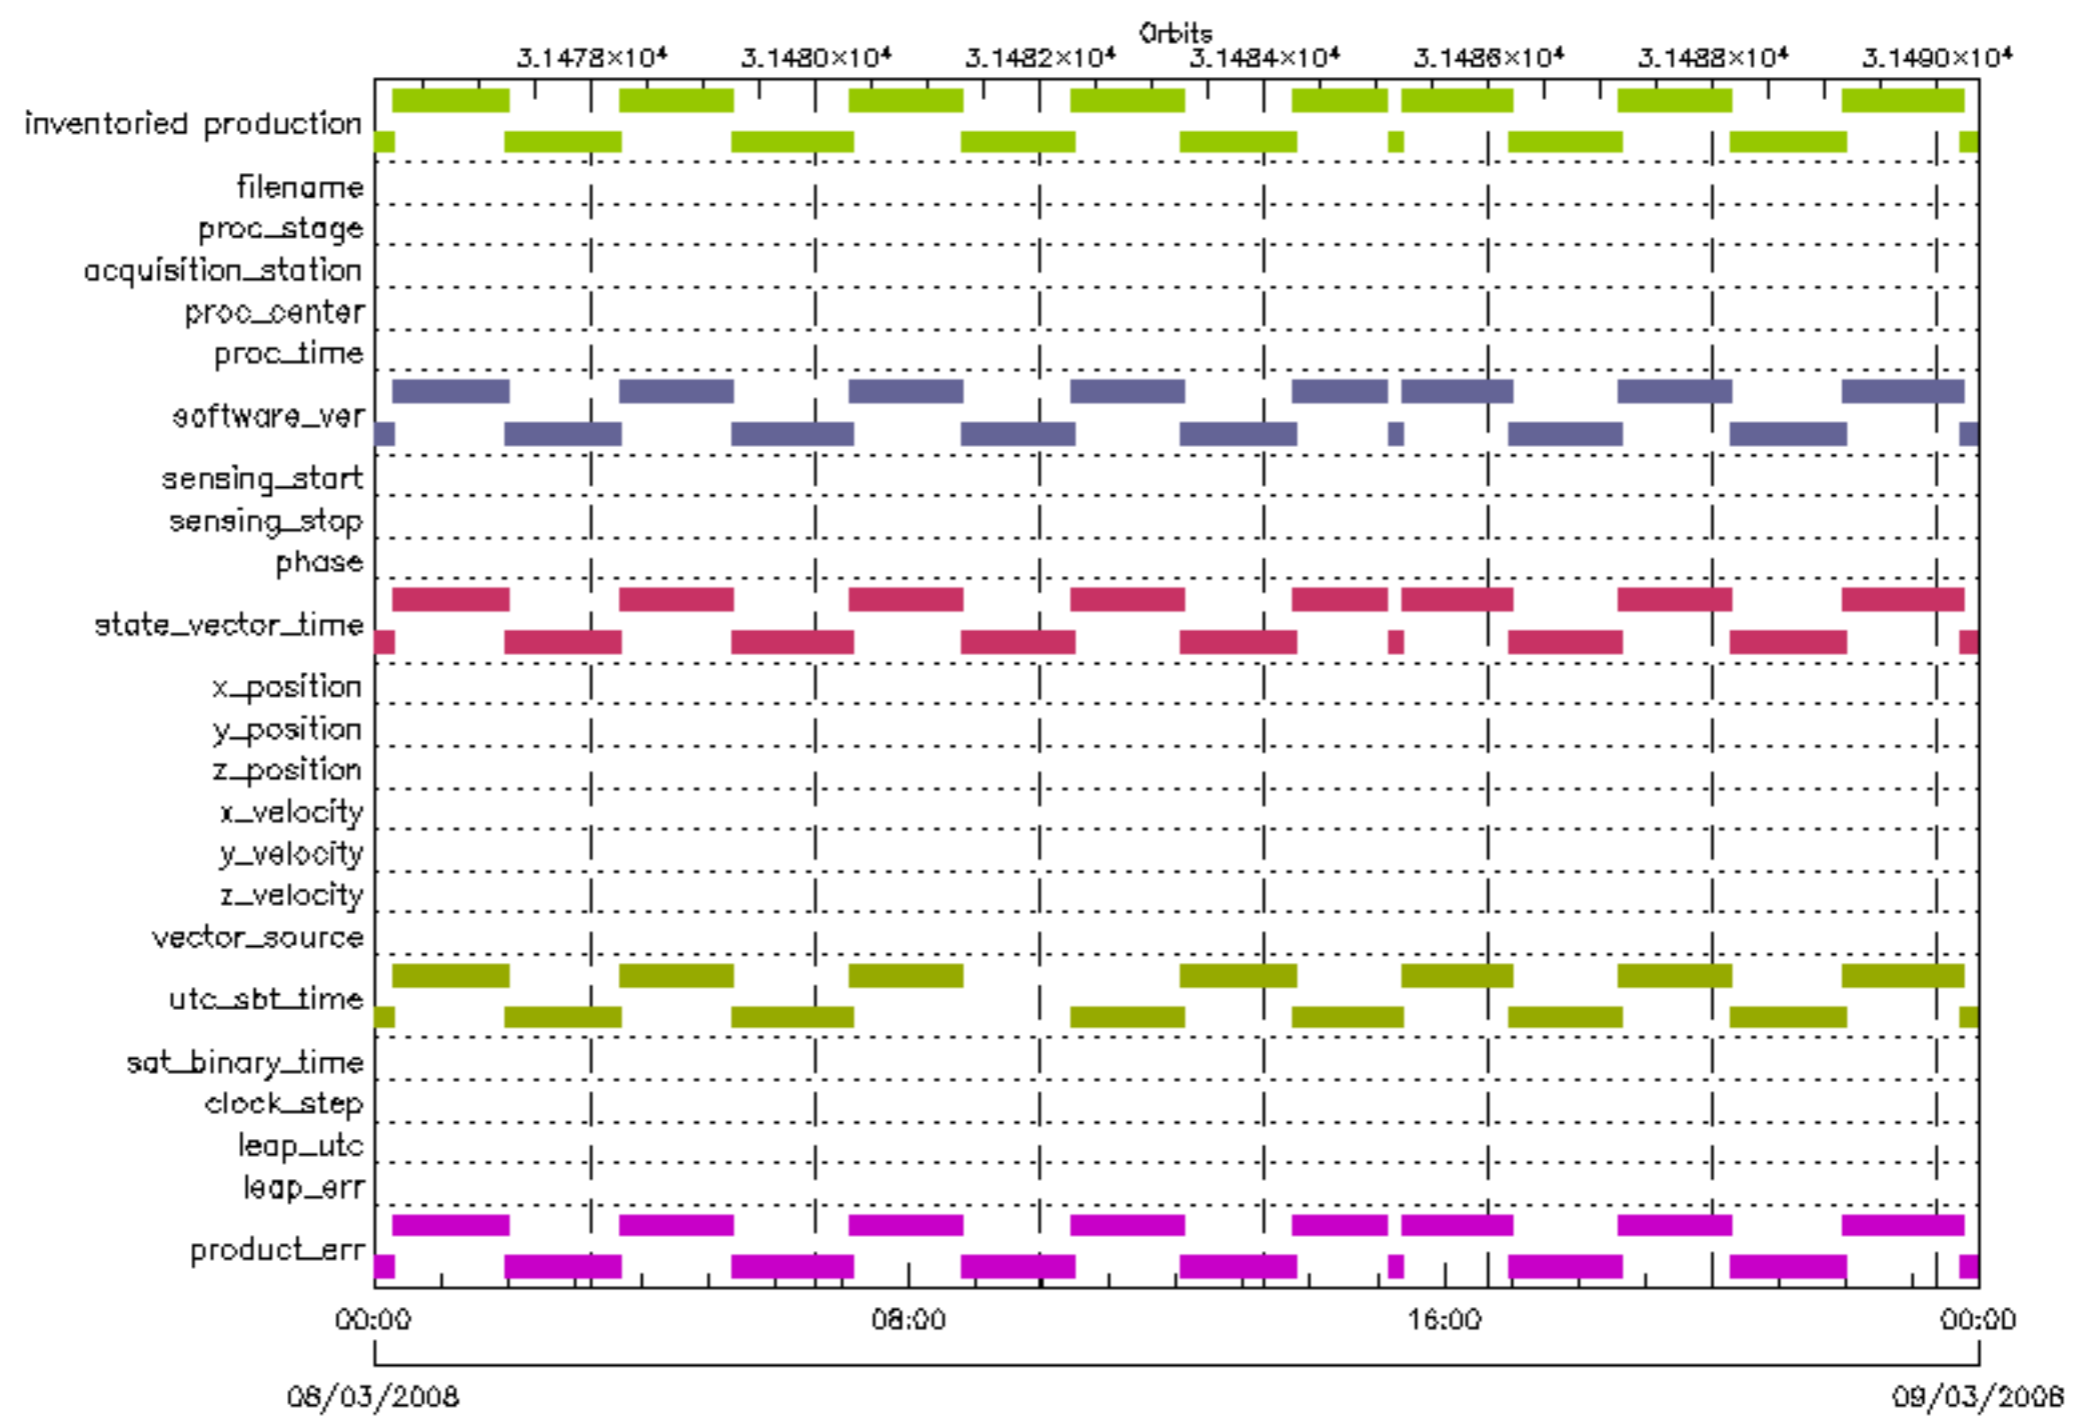 Orbits
3.1478×10⁴ 3.1480×10⁴ 3.1482×10⁴ 3.1484×10⁴ 3.1486×10⁴ 3.1488×10⁴ 3.1490×10⁴
inventoried production
filename
proc_stage
acquisition_station
proc_center
proc_time
software_ver
sensing_start
sensing_stop
phase
state_vector_time
x_position
y_position
z_position
x_velocity
y_velocity
z_velocity
vector_source
utc_sbt_time
sat_binary_time
clock_step
leap_utc
leap_err
product_err
00:00 08:00 16:00 00:00
08/03/2008 09/03/2008